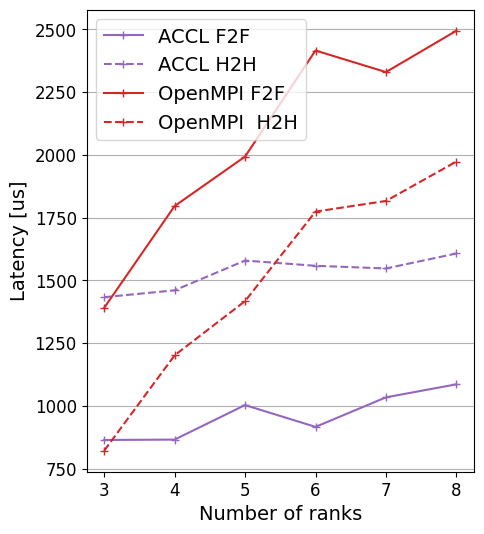 2500
2250
2000
1750
1500
1250
1000
750
Latency [us]
ACCL F2F
ACCL H2H
OpenMPI F2F
OpenMPI  H2H
3 4 5 6 7 8
Number of ranks